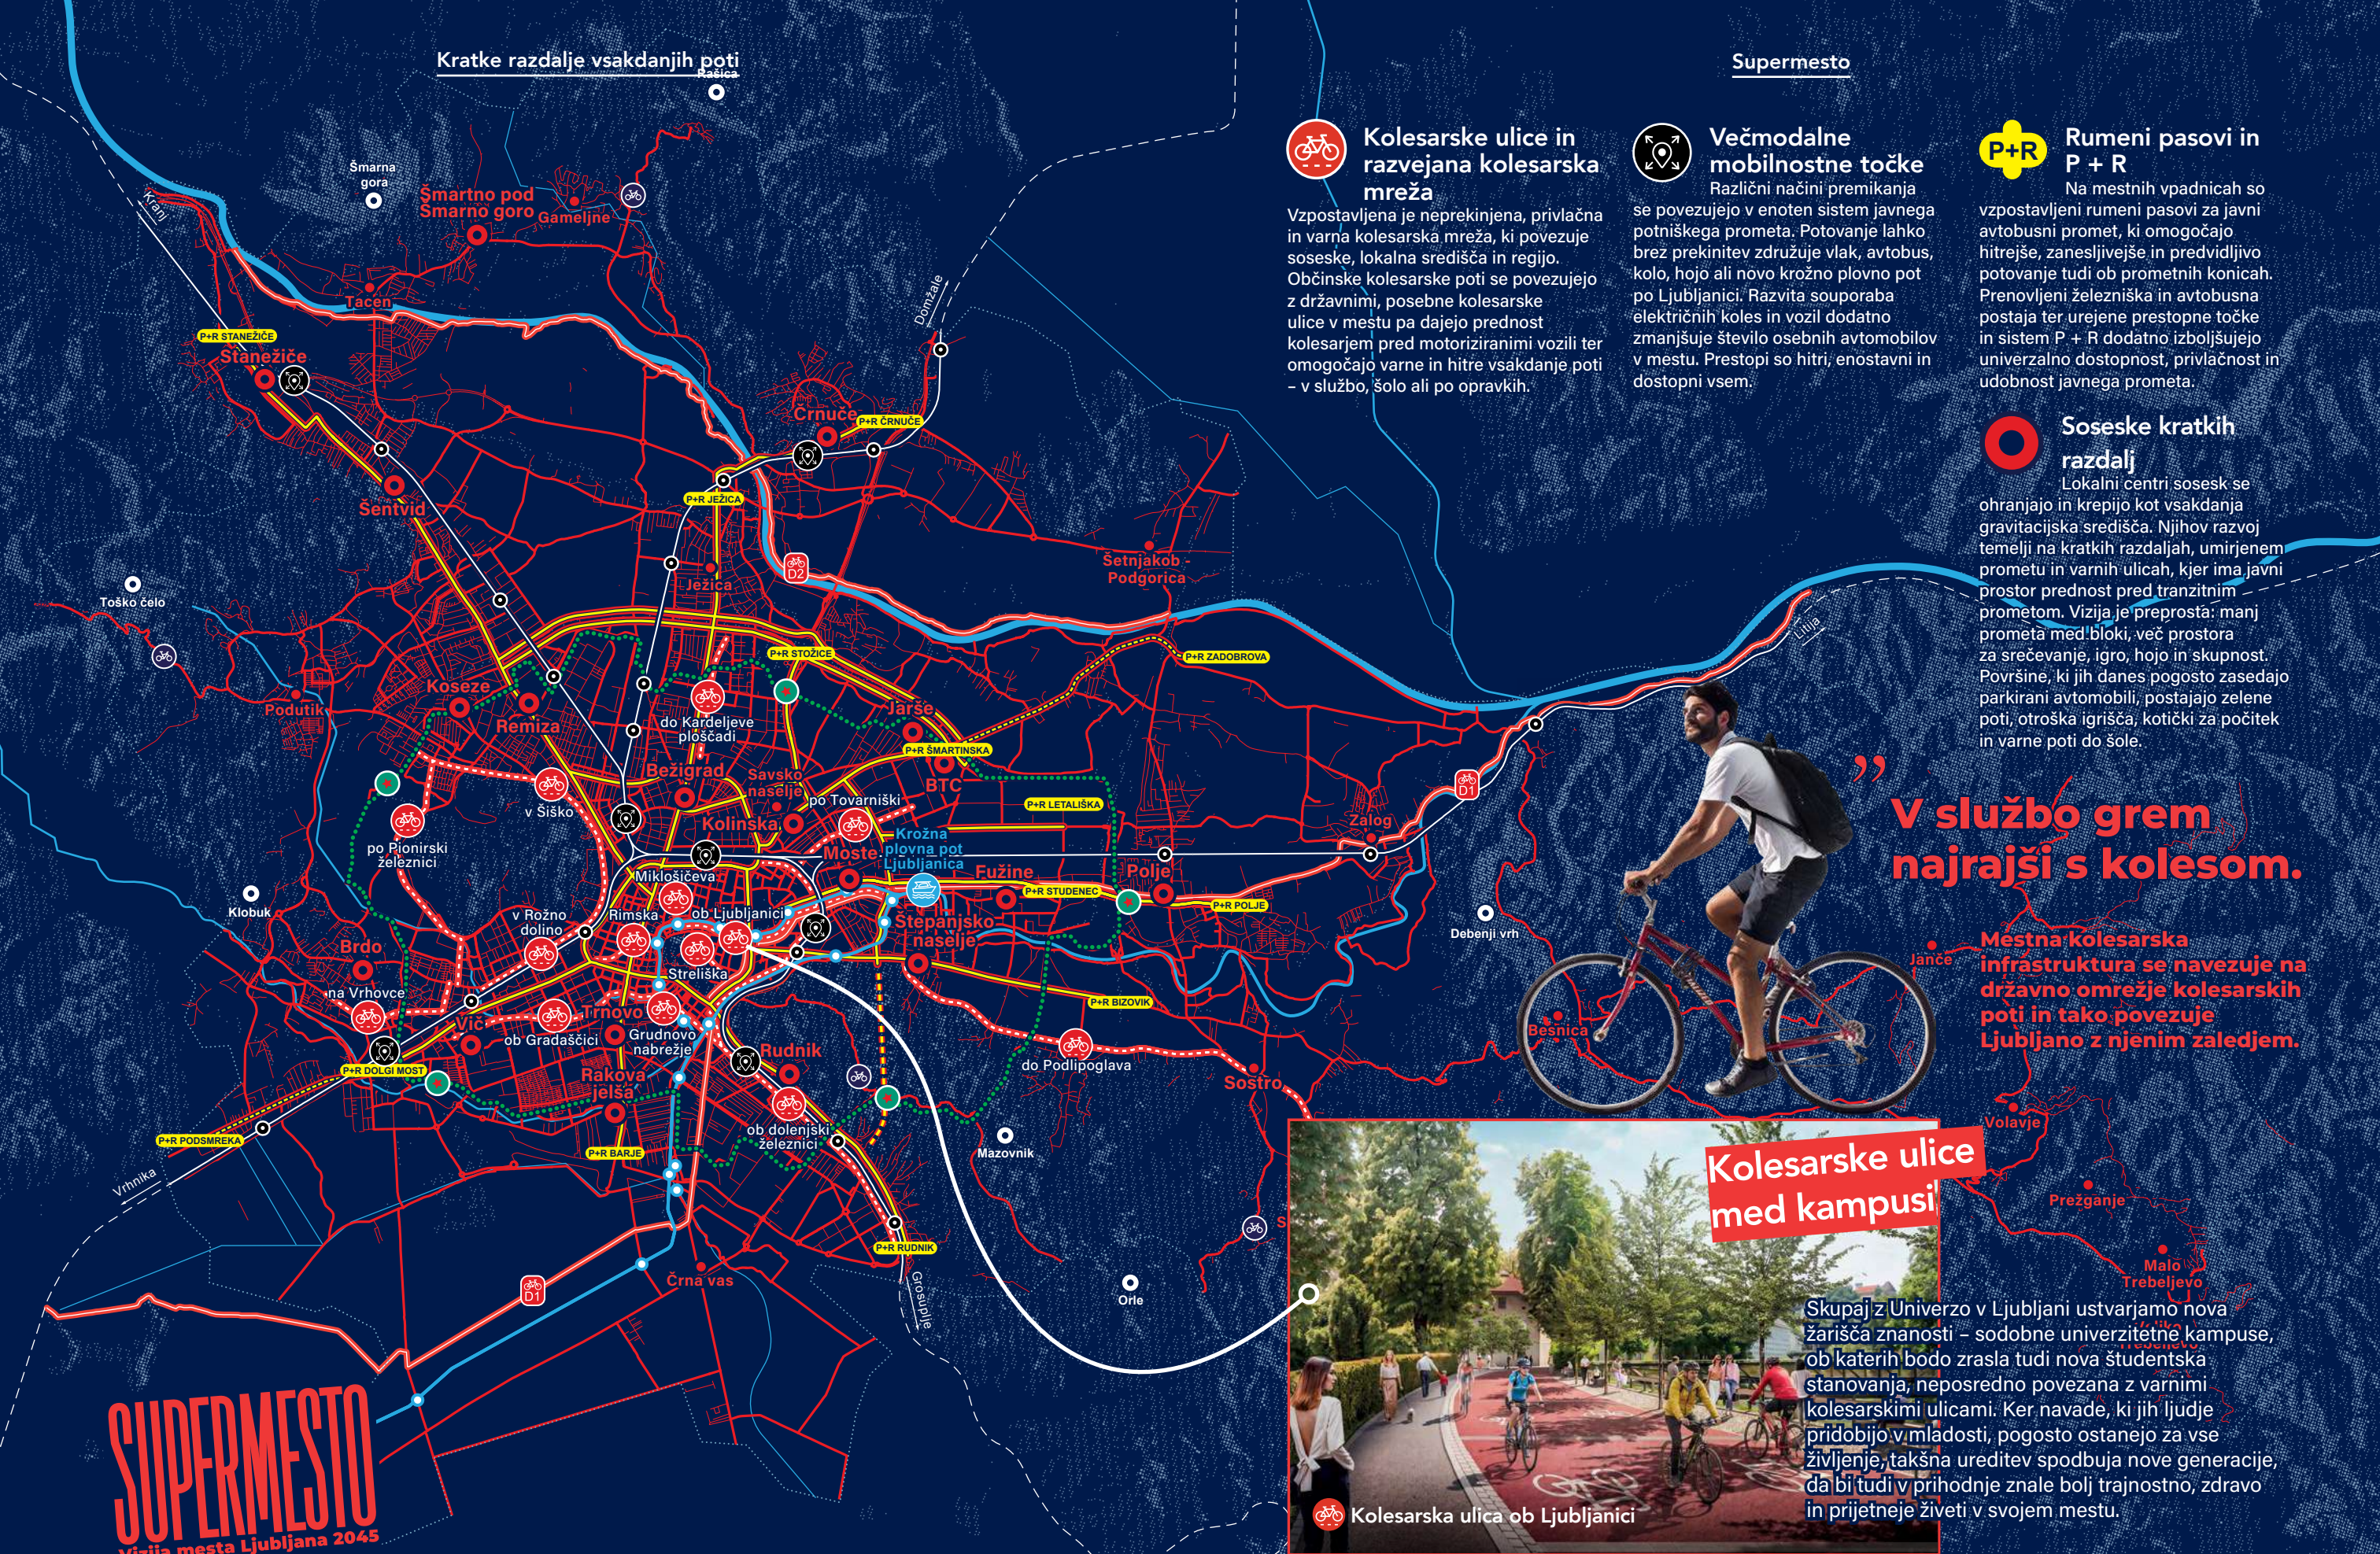 Kratke razdalje vsakdanjih poti
Supermesto
Kolesarske ulice in
razvejana kolesarska
mreža
Vzpostavljena je neprekinjena, privlačna
in varna kolesarska mreža, ki povezuje
soseske, lokalna središča in regijo.
Občinske kolesarske poti se povezujejo
z državnimi, posebne kolesarske
ulice v mestu pa dajejo prednost
kolesarjem pred motoriziranimi vozili ter
omogočajo varne in hitre vsakdanje poti
– v službo, šolo ali po opravkih.
Večmodalne
mobilnostne točke
Različni načini premikanja
se povezujejo v enoten sistem javnega
potniškega prometa. Potovanje lahko
brez prekinitev združuje vlak, avtobus,
kolo, hojo ali novo krožno plovno pot
po Ljubljanici. Razvita souporaba
električnih koles in vozil dodatno
zmanjšuje število osebnih avtomobilov
v mestu. Prestopi so hitri, enostavni in
dostopni vsem.
P+R
Rumeni pasovi in
P + R
Na mestnih vpadnicah so
vzpostavljeni rumeni pasovi za javni
avtobusni promet, ki omogočajo
hitrejše, zanesljivejše in predvidljivo
potovanje tudi ob prometnih konicah.
Prenovljeni železniška in avtobusna
postaja ter urejene prestopne točke
in sistem P + R dodatno izboljšujejo
univerzalno dostopnost, privlačnost in
udobnost javnega prometa.
Soseske kratkih
razdalj
Lokalni centri sosesk se
ohranjajo in krepijo kot vsakdanja
gravitacijska središča. Njihov razvoj
temelji na kratkih razdaljah, umirjenem
prometu in varnih ulicah, kjer ima javni
prostor prednost pred tranzitnim
prometom. Vizija je preprosta: manj
prometa med bloki, več prostora
za srečevanje, igro, hojo in skupnost.
Površine, ki jih danes pogosto zasedajo
parkirani avtomobili, postajajo zelene
poti, otroška igrišča, kotički za počitek
in varne poti do šole.
”
V službo grem
najrajši s kolesom.
Mestna kolesarska
infrastruktura se navezuje na
državno omrežje kolesarskih
poti in tako povezuje
Ljubljano z njenim zaledjem.
Kolesarske ulice
med kampusi
Skupaj z Univerzo v Ljubljani ustvarjamo nova
žarišča znanosti – sodobne univerzitetne kampuse,
ob katerih bodo zrasla tudi nova študentska
stanovanja, neposredno povezana z varnimi
kolesarskimi ulicami. Ker navade, ki jih ljudje
pridobijo v mladosti, pogosto ostanejo za vse
življenje, takšna ureditev spodbuja nove generacije,
da bi tudi v prihodnje znale bolj trajnostno, zdravo
in prijetneje živeti v svojem mestu.
Kolesarska ulica ob Ljubljanici
Rašica
Šmarna
gora
Šmartno pod
Šmarno goro
Gameljne
Kranj
Tacen
Domžale
P+R STANEŽIČE
Stanežiče
Črnuče
P+R ČRNUČE
Šentvid
P+R JEŽICA
Šetnjakob -
Podgorica
D2
Ježica
Toško čelo
Litija
P+R STOŽICE
P+R ZADOBROVA
Koseze
Podutik
Remiza
Jarše
do Kardeljeve
ploščadi
P+R ŠMARTINSKA
Bežigrad
Savsko
naselje
BTC
D1
v Šiško
po Tovarniški
P+R LETALIŠKA
Kolinska
Zalog
Krožna
plovna pot
Ljubljanica
po Pionirski
železnici
Moste
Miklošičeva
Fužine
Polje
P+R STUDENEC
P+R POLJE
Klobuk
v Rožno
dolino
Rimska
ob Ljubljanici
Štepanjsko
naselje
Debenji vrh
Brdo
Streliška
Janče
na Vrhovce
P+R BIZOVIK
Vič
Trnovo
Besnica
ob Gradaščici
Grudnovo
nabrežje
Rudnik
do Podlipoglava
P+R DOLGI MOST
Rakova
jelša
Sostro
Volavje
ob dolenjski
železnici
P+R PODSMREKA
P+R BARJE
Mazovnik
Vrhnika
Prežganje
S
P+R RUDNIK
Malo
Trebeljevo
Črna vas
Grosuplje
Orle
D1
Veliko
Trebeljevo
SUPERMESTO
Vizija mesta Ljubljana 2045